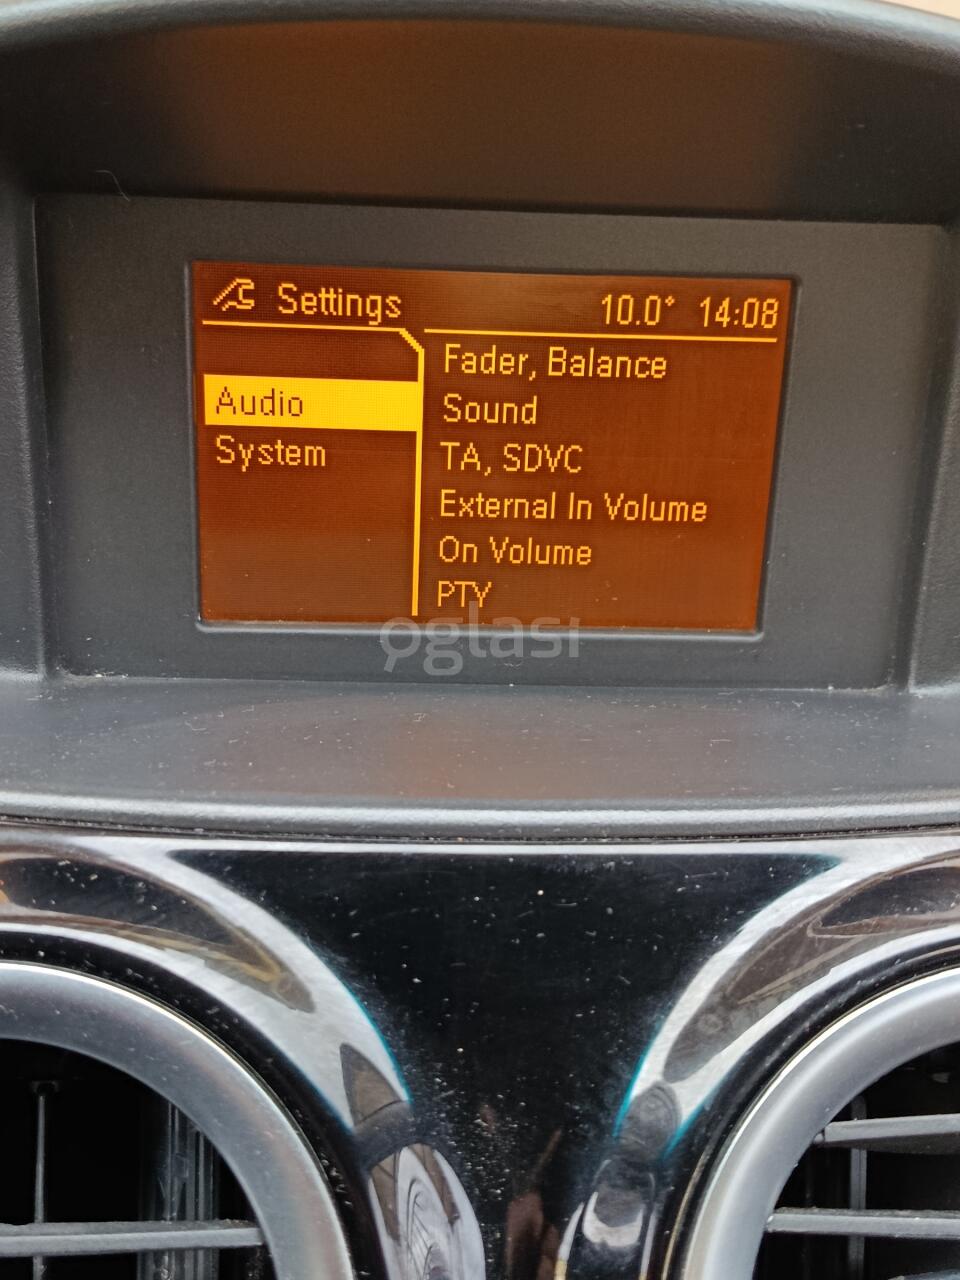 Settings 10.0° 14:08
Audio
System
Fader, Balance
Sound
TA, SDVC
External In Volume
On Volume
PTY
oglasi